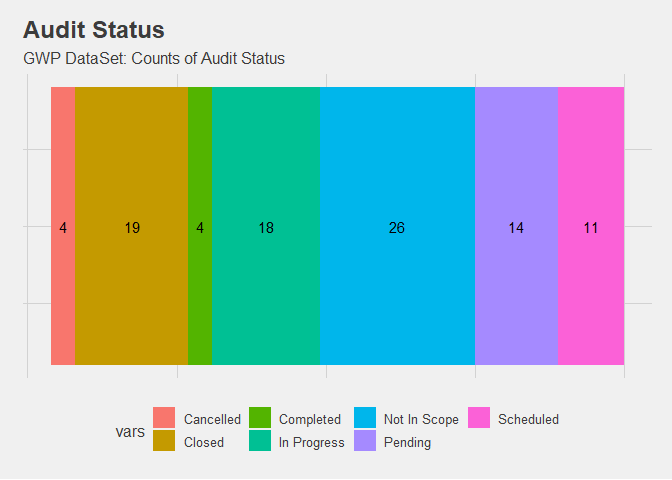 Audit Status
GWP DataSet: Counts of Audit Status
4 19 4 18 26 14 11
vars Cancelled Completed Not In Scope Scheduled
Closed In Progress Pending